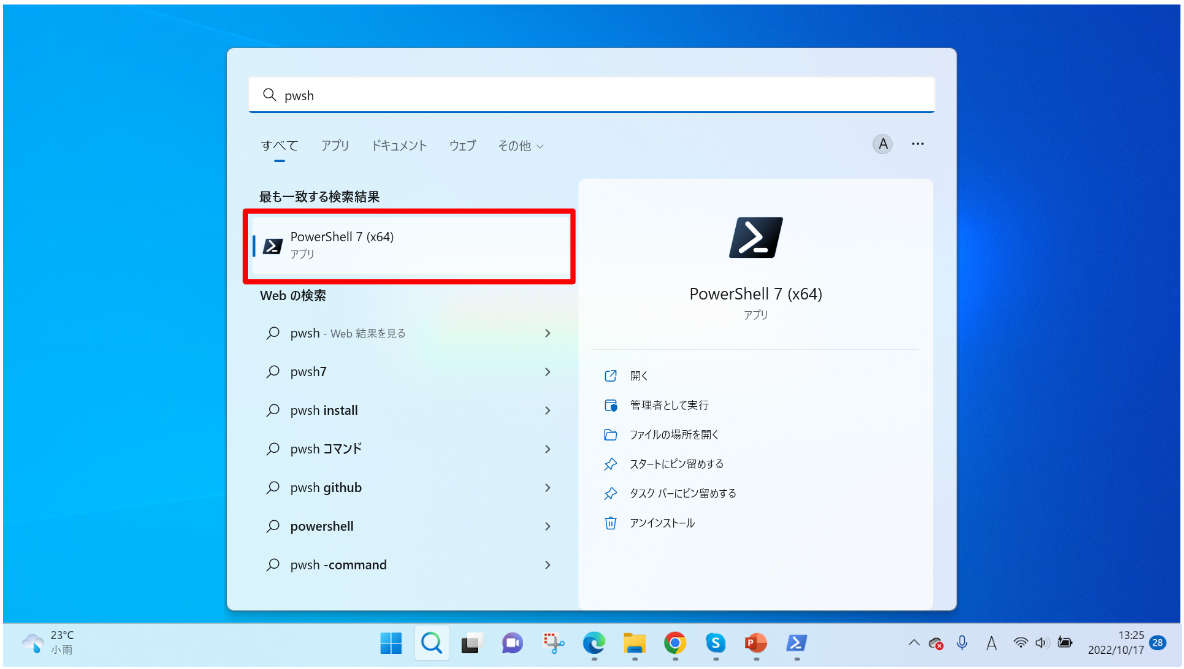 pwsh
すべて アプリ ドキュメント ウェブ その他 A ...
最も一致する検索結果
PowerShell 7 (x64)
アプリ
Web の検索
pwsh - Web 結果を見る
pwsh7
pwsh install
pwsh コマンド
pwsh github
powershell
pwsh -command
PowerShell 7 (x64)
アプリ
開く
管理者として実行
ファイルの場所を開く
スタートにピン留めする
タスク バーにピン留めする
アンインストール
23°C
小雨
A
13:25
2022/10/17
28